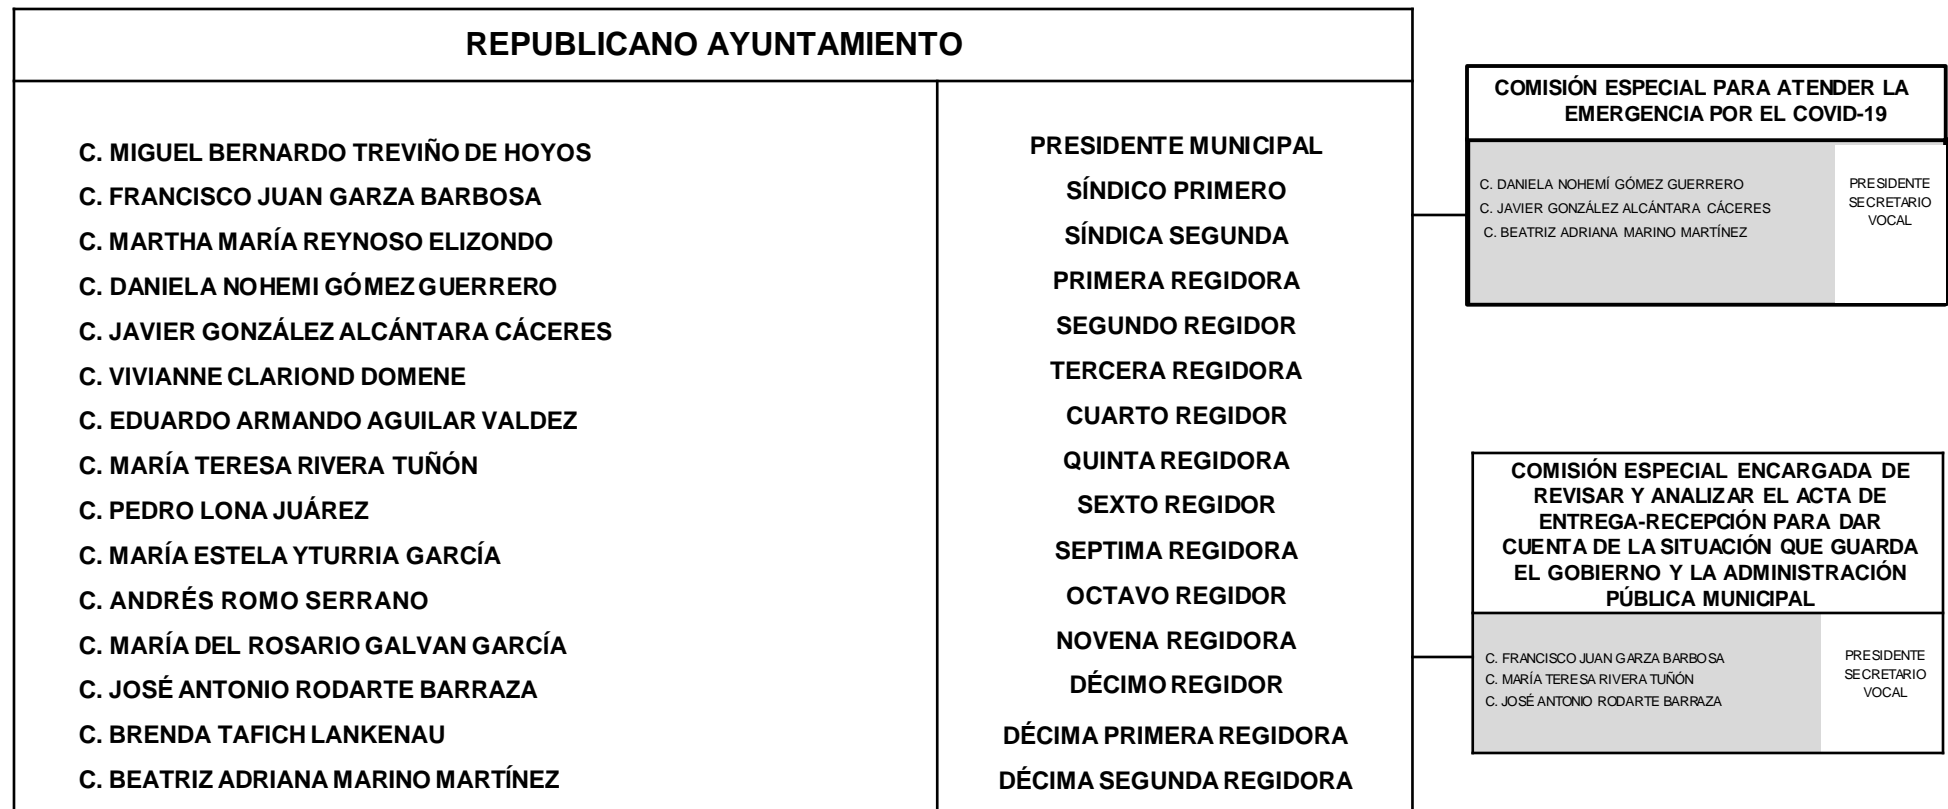 REPUBLICANO AYUNTAMIENTO
C. MIGUEL BERNARDO TREVIÑO DE HOYOS PRESIDENTE MUNICIPAL
C. FRANCISCO JUAN GARZA BARBOSA SÍNDICO PRIMERO
C. MARTHA MARÍA REYNOSO ELIZONDO SÍNDICA SEGUNDA
C. DANIELA NOHEMI GÓMEZ GUERRERO PRIMERA REGIDORA
C. JAVIER GONZÁLEZ ALCÁNTARA CÁCERES SEGUNDO REGIDOR
C. VIVIANNE CLARIOND DOMENE TERCERA REGIDORA
C. EDUARDO ARMANDO AGUILAR VALDEZ CUARTO REGIDOR
C. MARÍA TERESA RIVERA TUÑÓN QUINTA REGIDORA
C. PEDRO LONA JUÁREZ SEXTO REGIDOR
C. MARÍA ESTELA YTURRIA GARCÍA SEPTIMA REGIDORA
C. ANDRÉS ROMO SERRANO OCTAVO REGIDOR
C. MARÍA DEL ROSARIO GALVAN GARCÍA NOVENA REGIDORA
C. JOSÉ ANTONIO RODARTE BARRAZA DÉCIMO REGIDOR
C. BRENDA TAFICH LANKENAU DÉCIMA PRIMERA REGIDORA
C. BEATRIZ ADRIANA MARINO MARTÍNEZ DÉCIMA SEGUNDA REGIDORA
COMISIÓN ESPECIAL PARA ATENDER LA
EMERGENCIA POR EL COVID-19
C. DANIELA NOHEMÍ GÓMEZ GUERRERO PRESIDENTE
C. JAVIER GONZÁLEZ ALCÁNTARA CÁCERES SECRETARIO
C. BEATRIZ ADRIANA MARINO MARTÍNEZ VOCAL
COMISIÓN ESPECIAL ENCARGADA DE
REVISAR Y ANALIZAR EL ACTA DE
ENTREGA-RECEPCIÓN PARA DAR
CUENTA DE LA SITUACIÓN QUE GUARDA
EL GOBIERNO Y LA ADMINISTRACIÓN
PÚBLICA MUNICIPAL
C. FRANCISCO JUAN GARZA BARBOSA PRESIDENTE
C. MARÍA TERESA RIVERA TUÑÓN SECRETARIO
C. JOSÉ ANTONIO RODARTE BARRAZA VOCAL